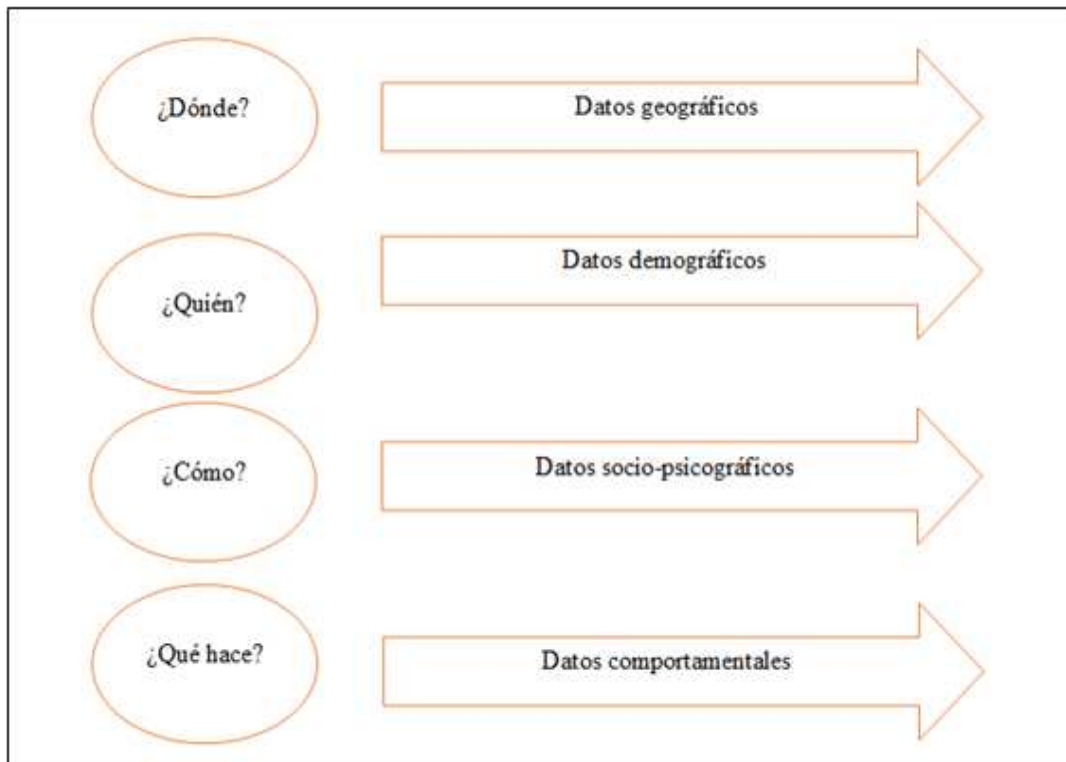 ¿Dónde?
Datos geográficos
¿Quién?
Datos demográficos
¿Cómo?
Datos socio-psicográficos
¿Qué hace?
Datos comportamentales